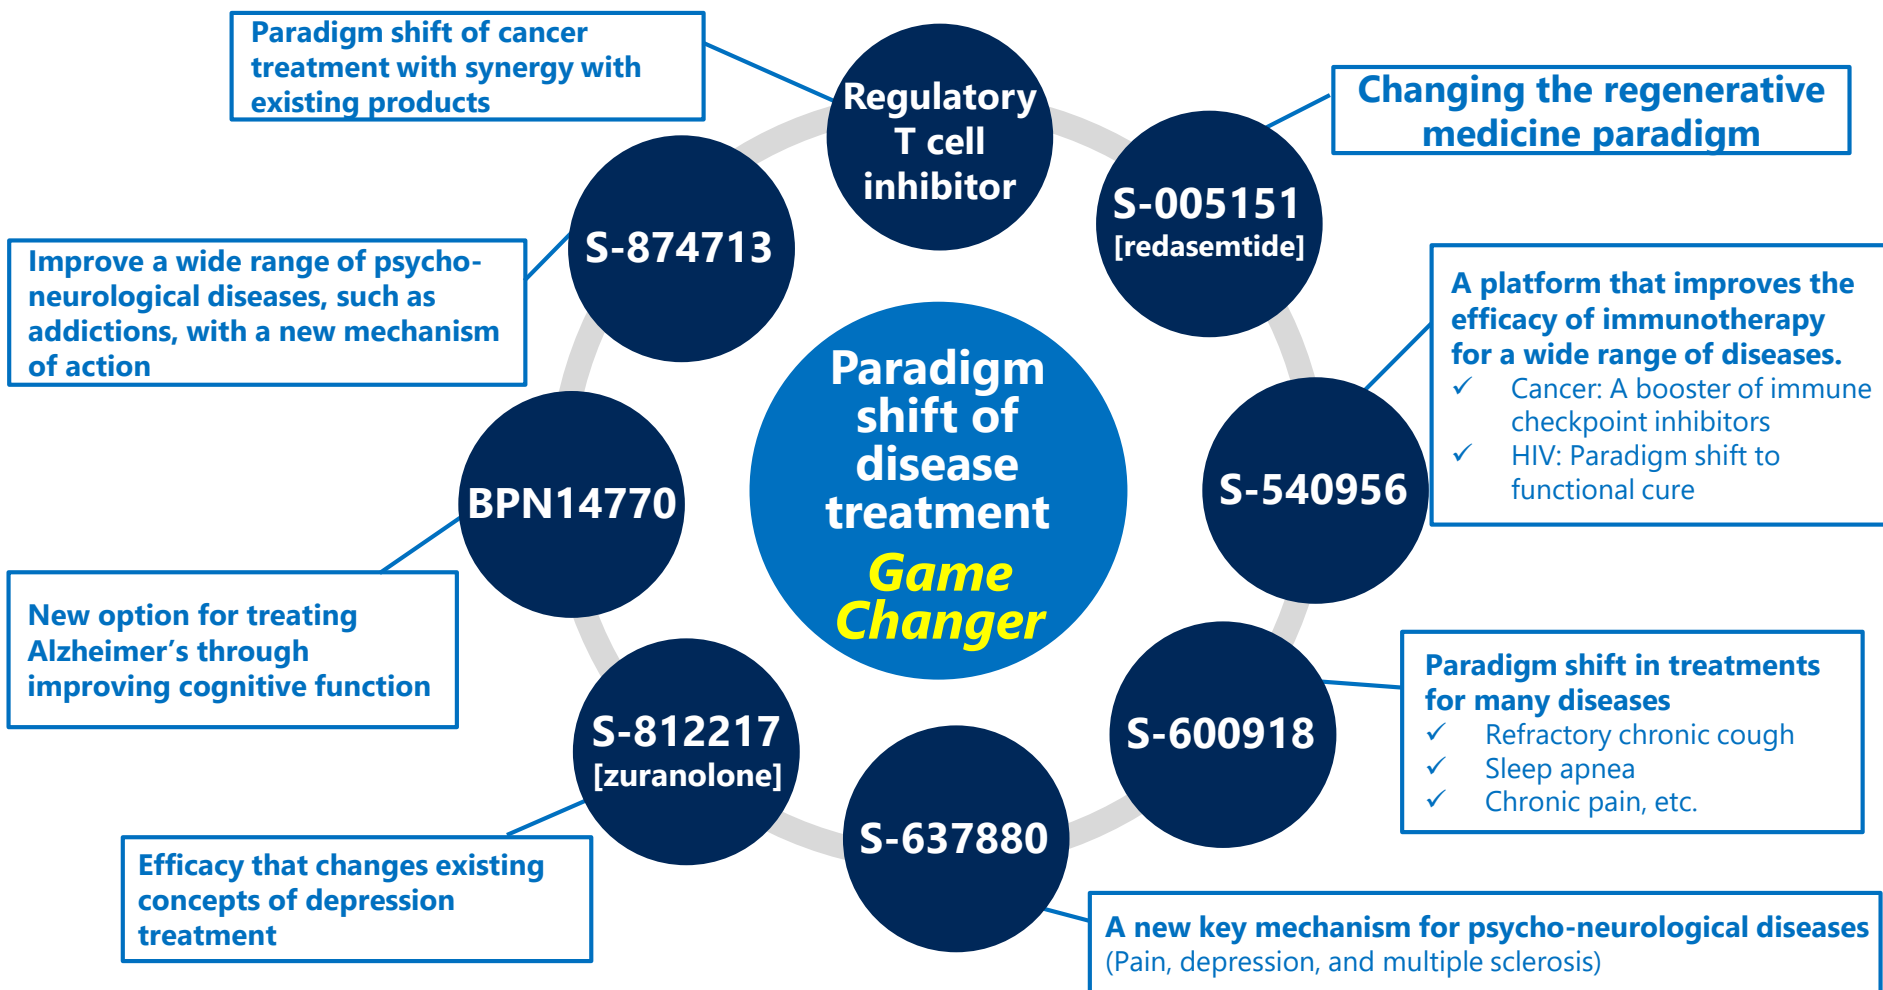 Paradigm shift of cancer
treatment with synergy with
existing products
Regulatory
T cell
inhibitor
Changing the regenerative
medicine paradigm
S-005151
[redasemtide]
S-874713
Improve a wide range of psycho-
neurological diseases, such as
addictions, with a new mechanism
of action
A platform that improves the
efficacy of immunotherapy
for a wide range of diseases.
✓ Cancer: A booster of immune
checkpoint inhibitors
✓ HIV: Paradigm shift to
functional cure
Paradigm
shift of
disease
treatment
Game
Changer
BPN14770
S-540956
New option for treating
Alzheimer’s through
improving cognitive function
Paradigm shift in treatments
for many diseases
✓ Refractory chronic cough
✓ Sleep apnea
✓ Chronic pain, etc.
S-812217
[zuranolone]
S-600918
S-637880
Efficacy that changes existing
concepts of depression
treatment
A new key mechanism for psycho-neurological diseases
(Pain, depression, and multiple sclerosis)